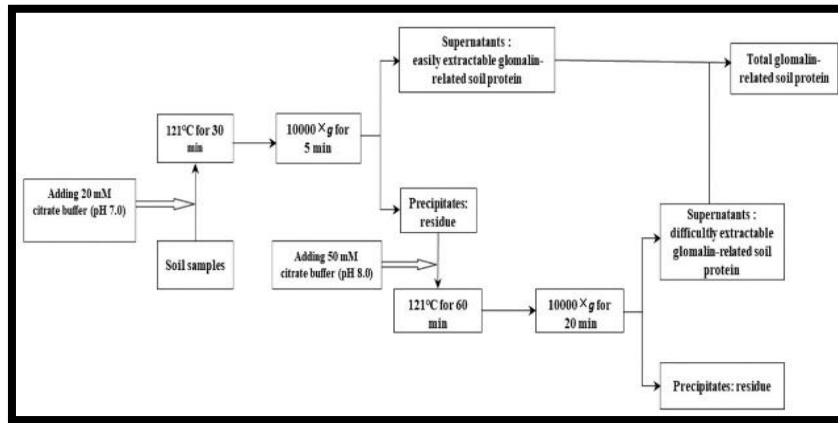 Supernatants :
easily extractable glomalin-
related soil protein
Total glomalin-
related soil protein
121°C for 30
min
10000×g for
5 min
Adding 20 mM
citrate buffer (pH 7.0)
Soil samples
Precipitates:
residue
Adding 50 mM
citrate buffer (pH 8.0)
121°C for 60
min
10000×g for
20 min
Supernatants :
difficultly extractable
glomalin-related soil
protein
Precipitates: residue